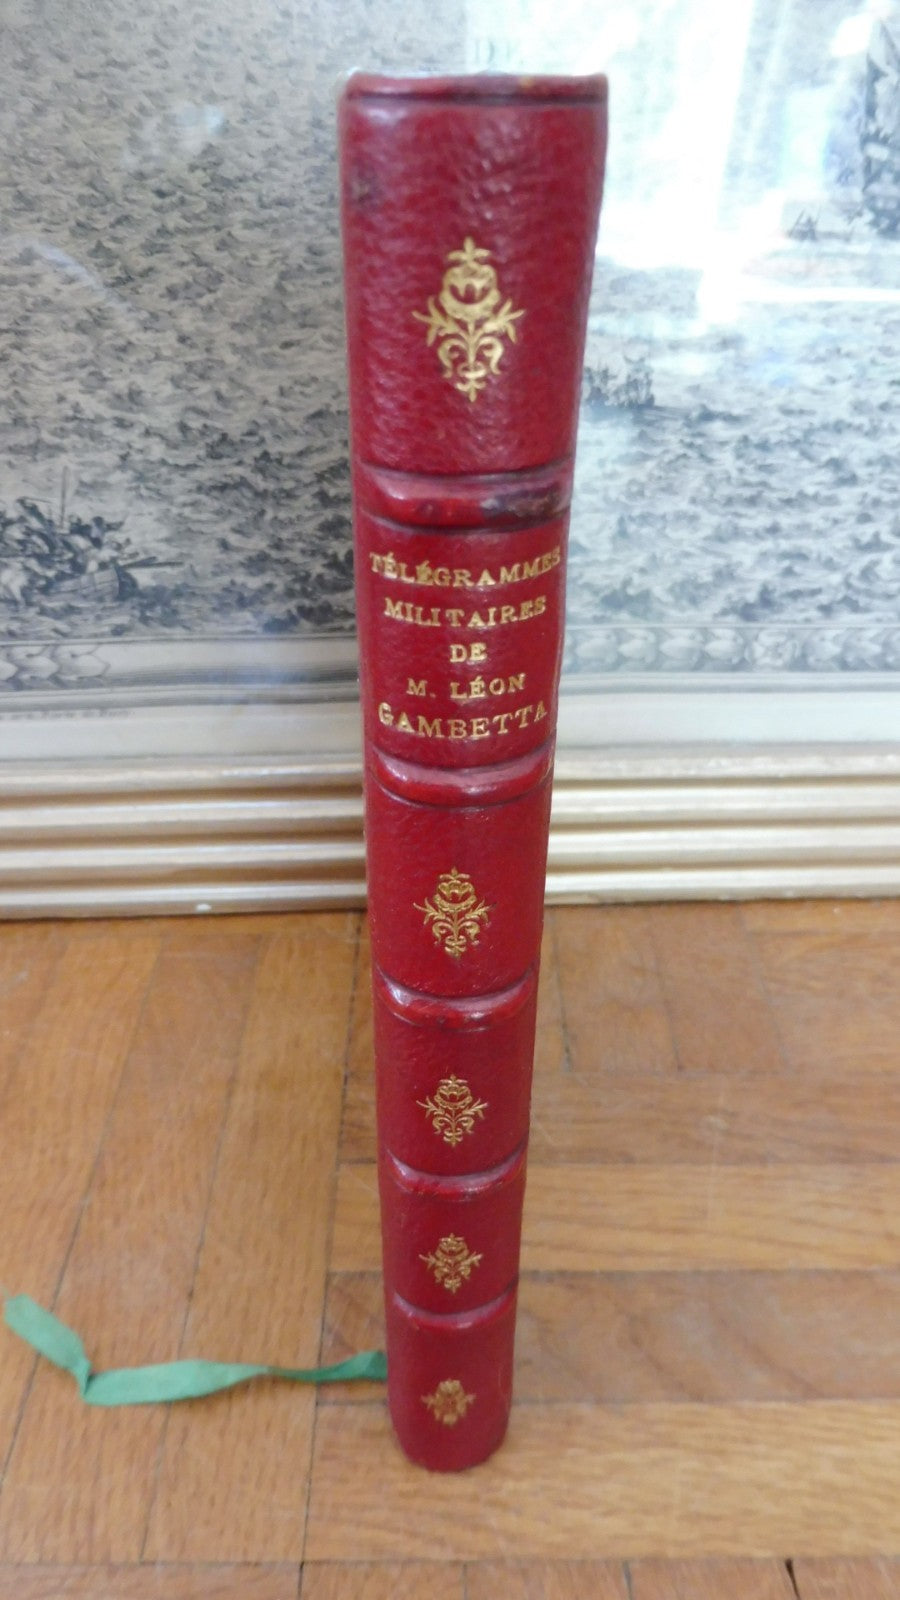 TÉLÉGRAMMES
MILITAIRES
DE
M. LÉON
GAMBETTA